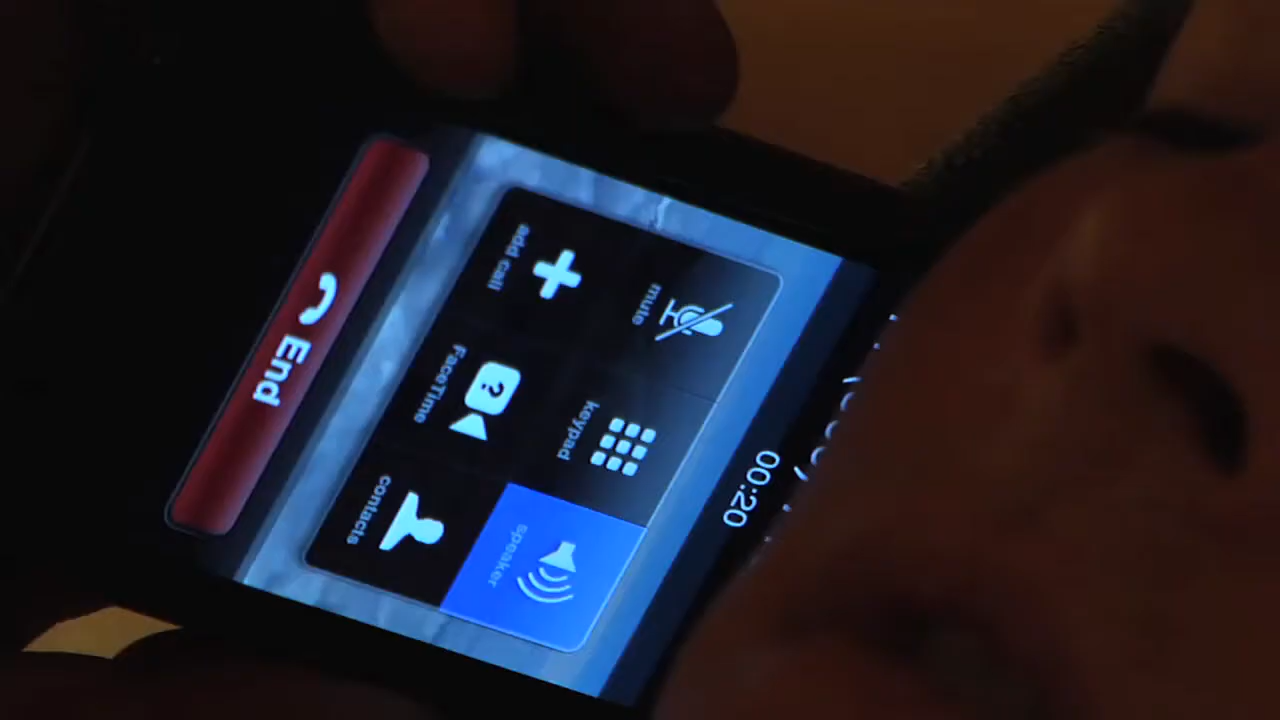 00:20
mute
keypad
speaker
add call
FaceTime
?
contacts
End